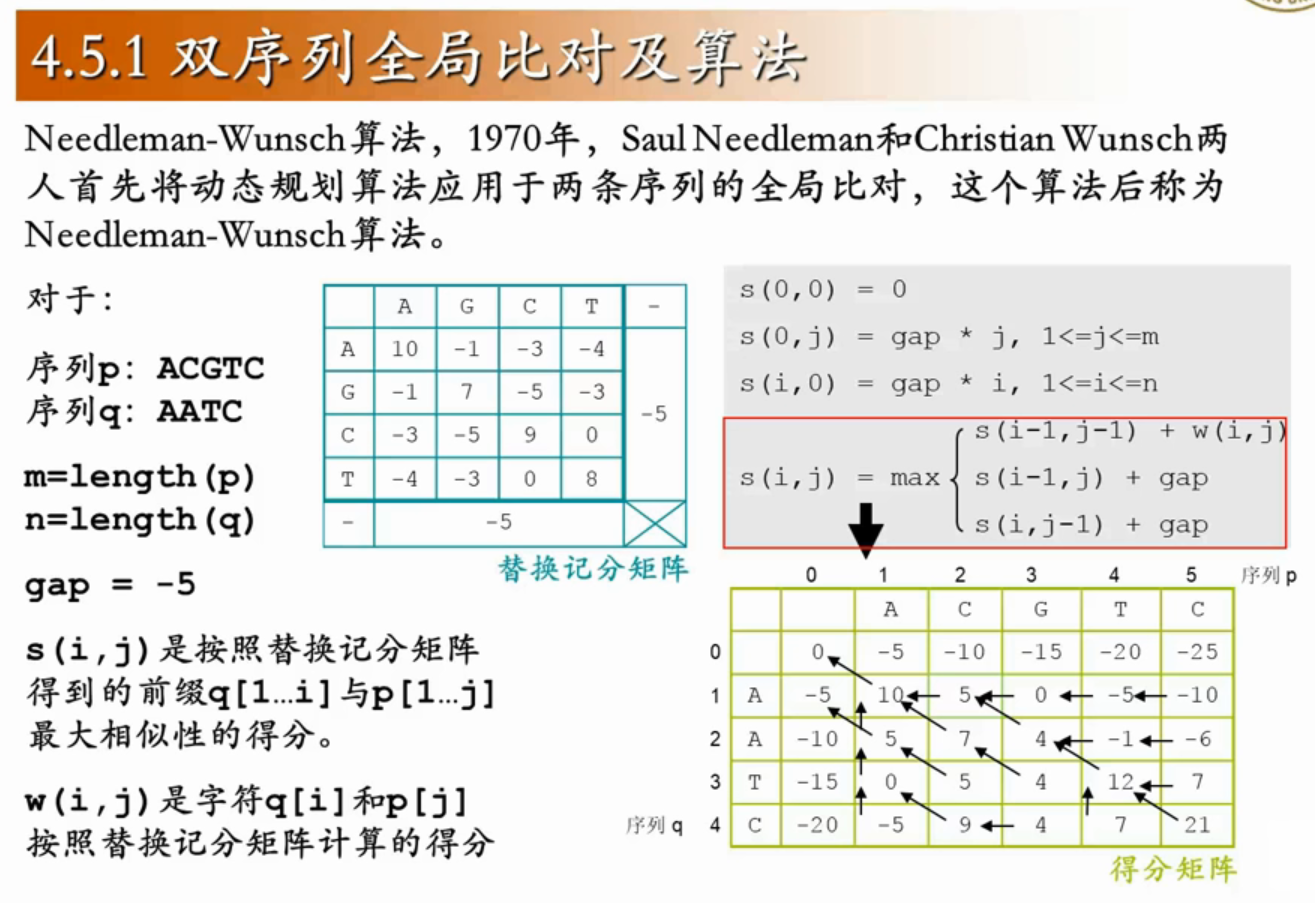 4.5.1 双序列全局比对及算法
Needleman-Wunsch算法，1970年，Saul Needleman和Christian Wunsch两
人首先将动态规划算法应用于两条序列的全局比对，这个算法后称为
Needleman-Wunsch算法。
对于：
序列p: ACGTC
序列q: AATC
m=length(p)
n=length(q)
gap = -5
s(i,j)是按照替换记分矩阵
得到的前缀q[1…i]与p[1…j]
最大相似性的得分。
w(i,j)是字符q[i]和p[j]
按照替换记分矩阵计算的得分
A G C T -
A 10 -1 -3 -4
G -1 7 -5 -3
-5
C -3 -5 9 0
T -4 -3 0 8
- -5
替换记分矩阵
s(0,0) = 0
s(0,j) = gap * j, 1<=j<=m
s(i,0) = gap * i, 1<=i<=n
s(i-1,j-1) + w(i,j)
s(i,j) = max s(i-1,j) + gap
s(i,j-1) + gap
0 1 2 3 4 5 序列p
A C G T C
0 0 -5 -10 -15 -20 -25
1 A -5 10 5 0 -5 -10
2 A -10 5 7 4 -1 -6
3 T -15 0 5 4 12 7
序列q 4 C -20 -5 9 4 7 21
得分矩阵